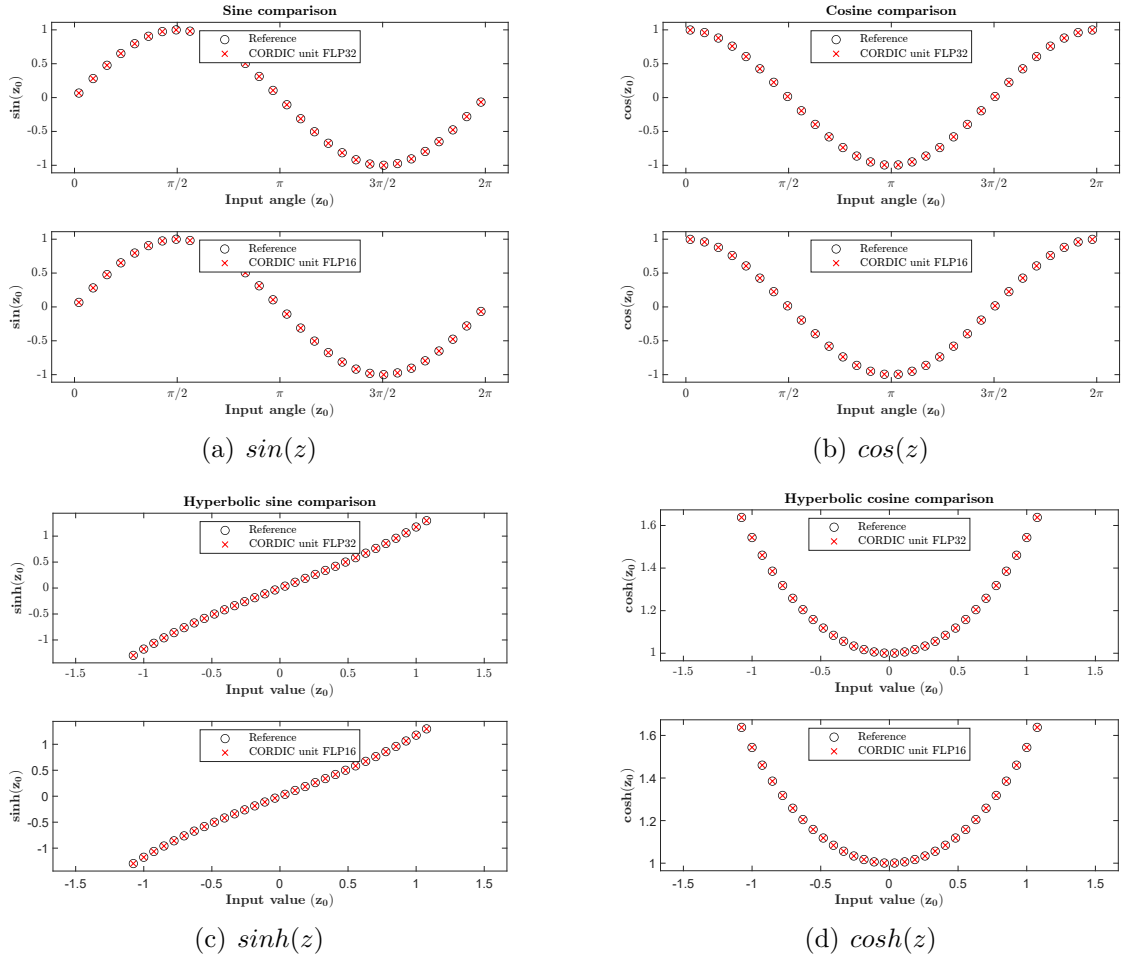 Sine comparison
Reference
CORDIC unit FLP32
sin(z₀)
1
0.5
0
-0.5
-1
0
π/2
π
3π/2
2π
Input angle (z₀)
Reference
CORDIC unit FLP16
sin(z₀)
1
0.5
0
-0.5
-1
0
π/2
π
3π/2
2π
Input angle (z₀)
(a) sin(z)
Cosine comparison
Reference
CORDIC unit FLP32
cos(z₀)
1
0.5
0
-0.5
-1
0
π/2
π
3π/2
2π
Input angle (z₀)
Reference
CORDIC unit FLP16
cos(z₀)
1
0.5
0
-0.5
-1
0
π/2
π
3π/2
2π
Input angle (z₀)
(b) cos(z)
Hyperbolic sine comparison
Reference
CORDIC unit FLP32
sinh(z₀)
1
0.5
0
-0.5
-1
-1.5
-1
-0.5
0
0.5
1
1.5
Input value (z₀)
Reference
CORDIC unit FLP16
sinh(z₀)
1
0.5
0
-0.5
-1
-1.5
-1
-0.5
0
0.5
1
1.5
Input value (z₀)
(c) sinh(z)
Hyperbolic cosine comparison
Reference
CORDIC unit FLP32
cosh(z₀)
1.6
1.4
1.2
1
-1.5
-1
-0.5
0
0.5
1
1.5
Input value (z₀)
Reference
CORDIC unit FLP16
cosh(z₀)
1.6
1.4
1.2
1
-1.5
-1
-0.5
0
0.5
1
1.5
Input value (z₀)
(d) cosh(z)